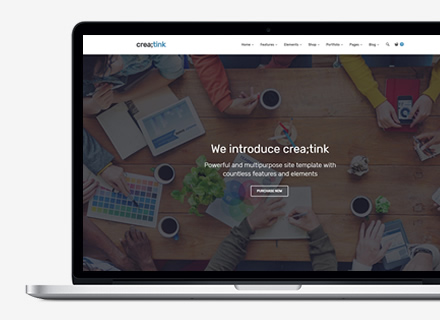 crea;tink
Home Features Elements Shop Portfolio Pages Blog
We introduce crea;tink
Powerful and multipurpose site template with
countless features and elements
PURCHASE NOW